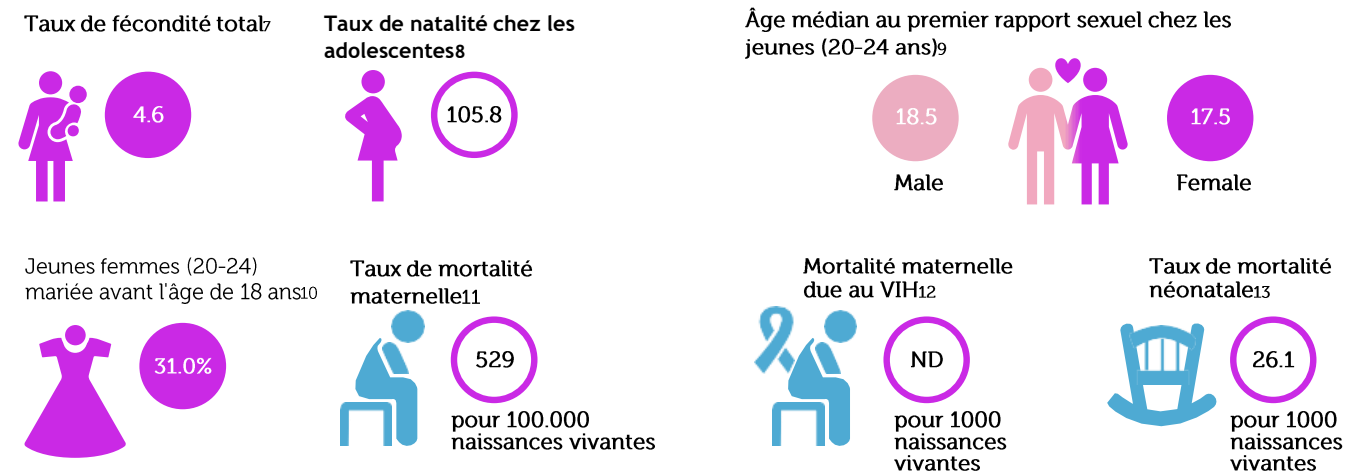 Taux de fécondité total7
4.6
Taux de natalité chez les
adolescentes8
105.8
Âge médian au premier rapport sexuel chez les
jeunes (20-24 ans)9
18.5
Male
17.5
Female
Jeunes femmes (20-24)
mariée avant l'âge de 18 ans10
31.0%
Taux de mortalité
maternelle11
529
pour 100.000
naissances vivantes
Mortalité maternelle
due au VIH12
ND
pour 1000
naissances
vivantes
Taux de mortalité
néonatale13
26.1
pour 1000
naissances
vivantes